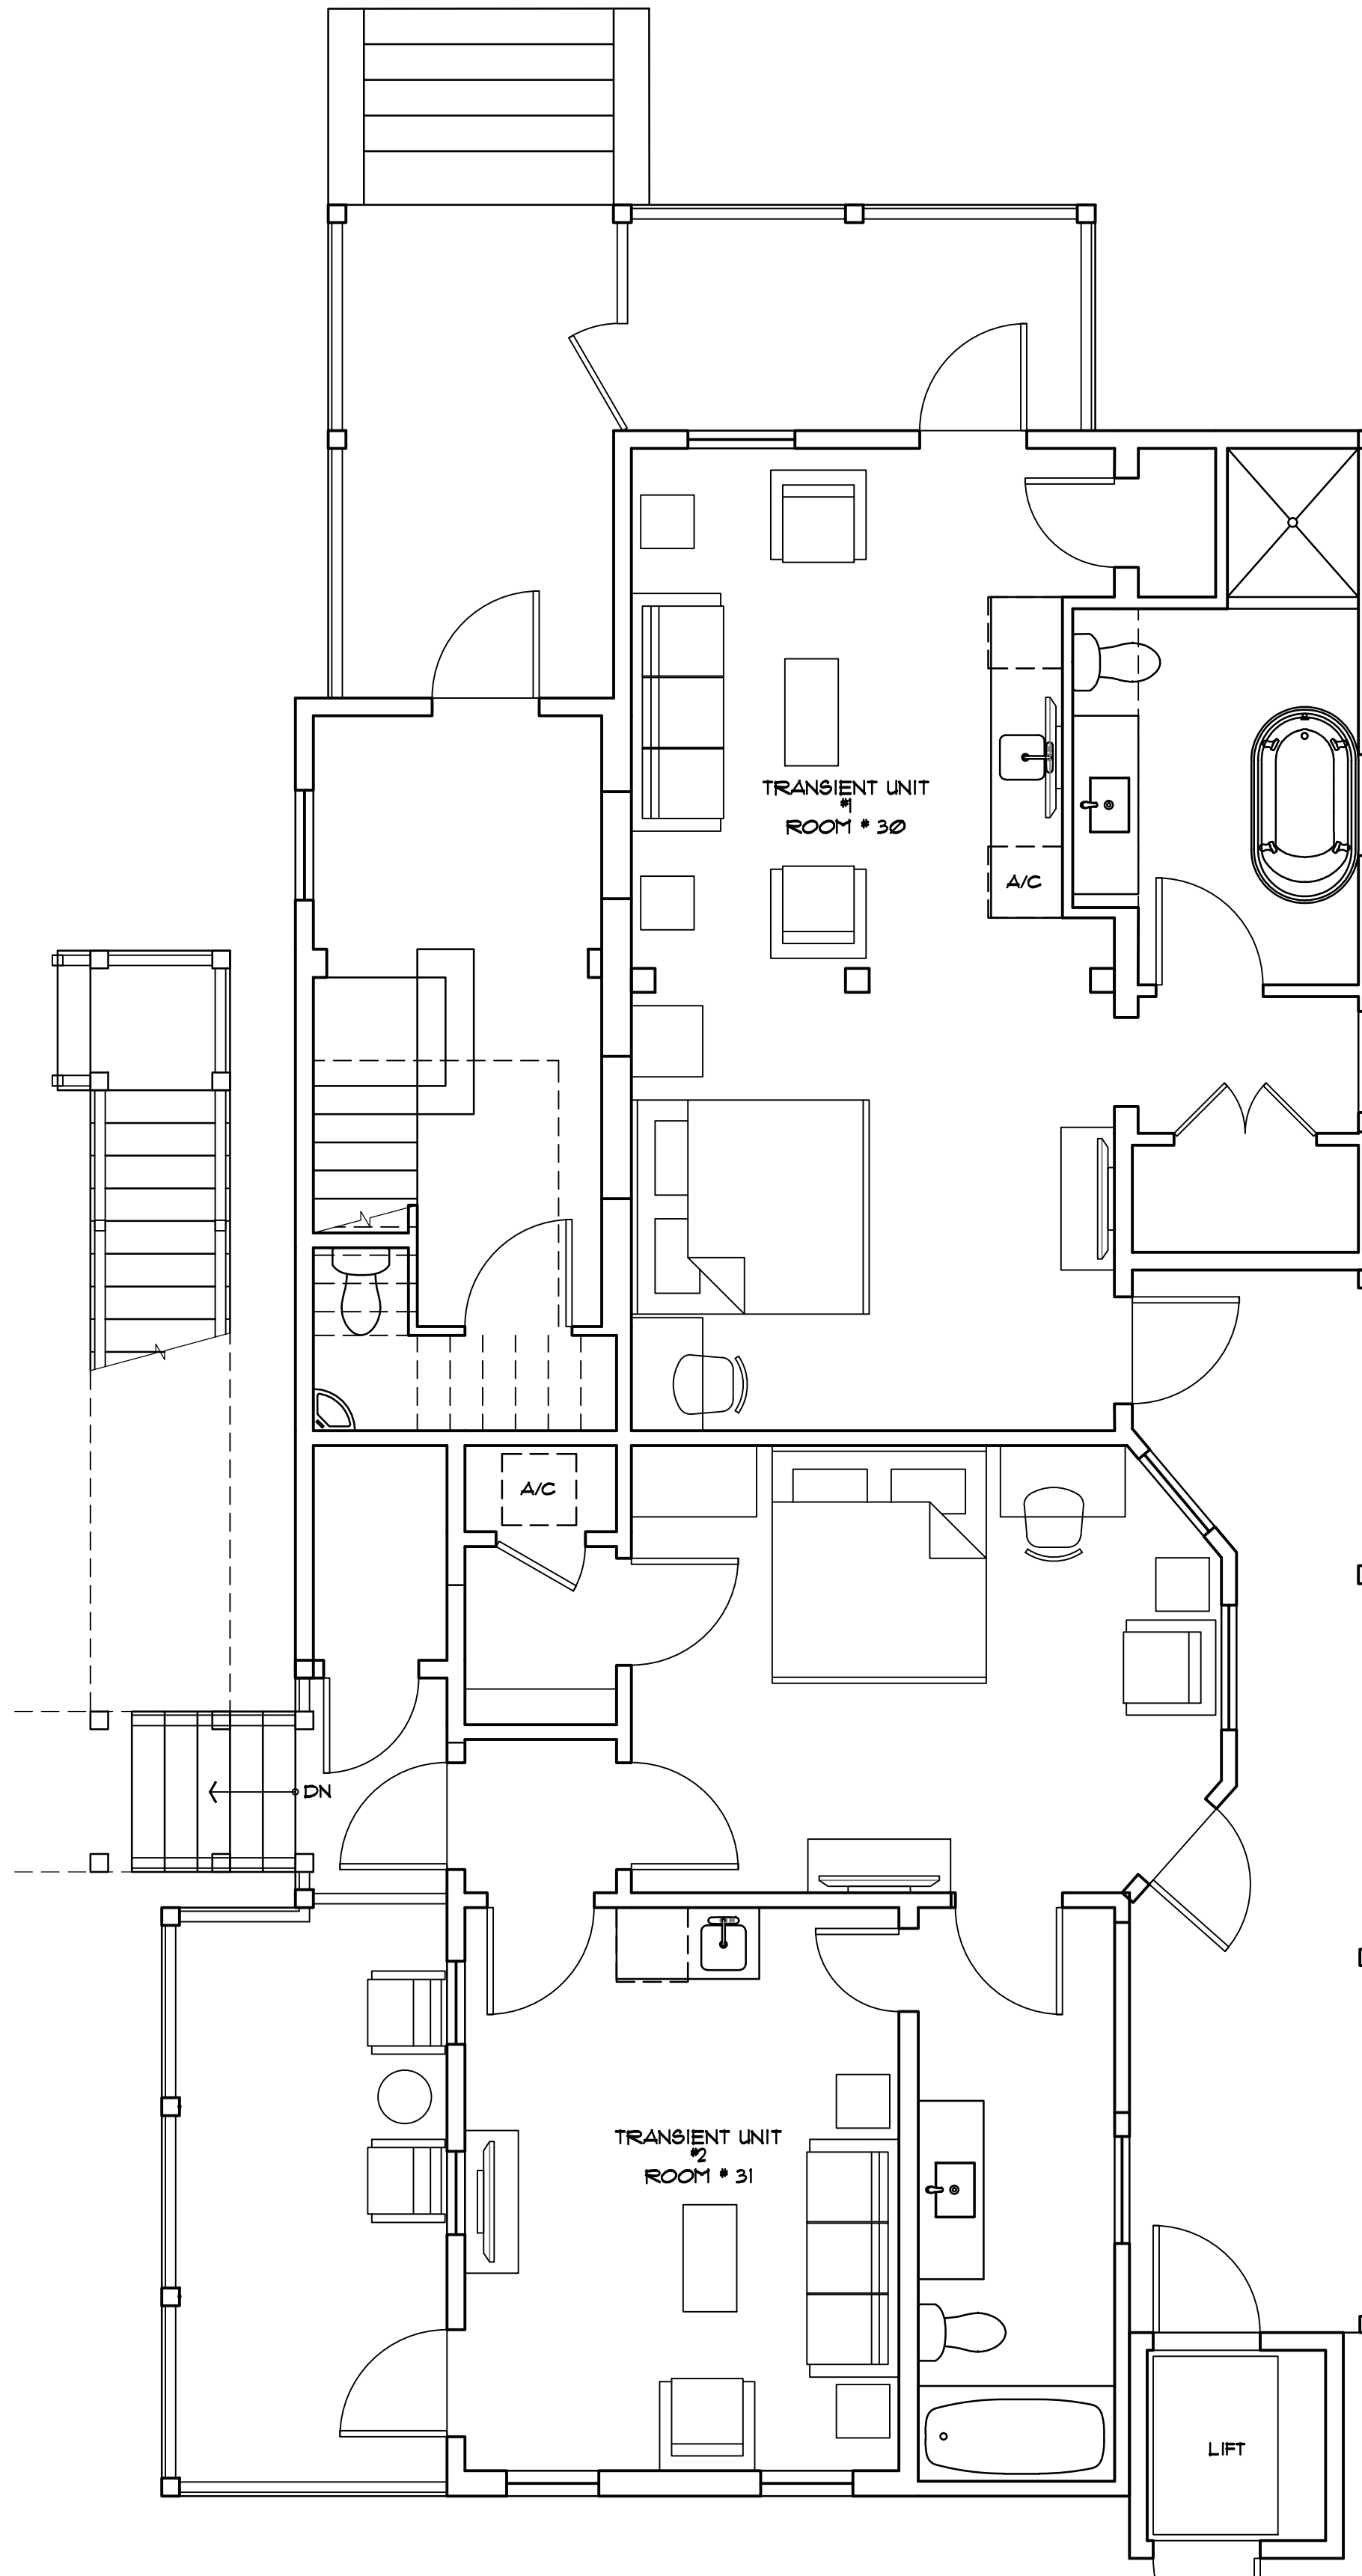 TRANSIENT UNIT
#1
ROOM # 30
A/C
A/C
DN
TRANSIENT UNIT
#2
ROOM # 31
LIFT